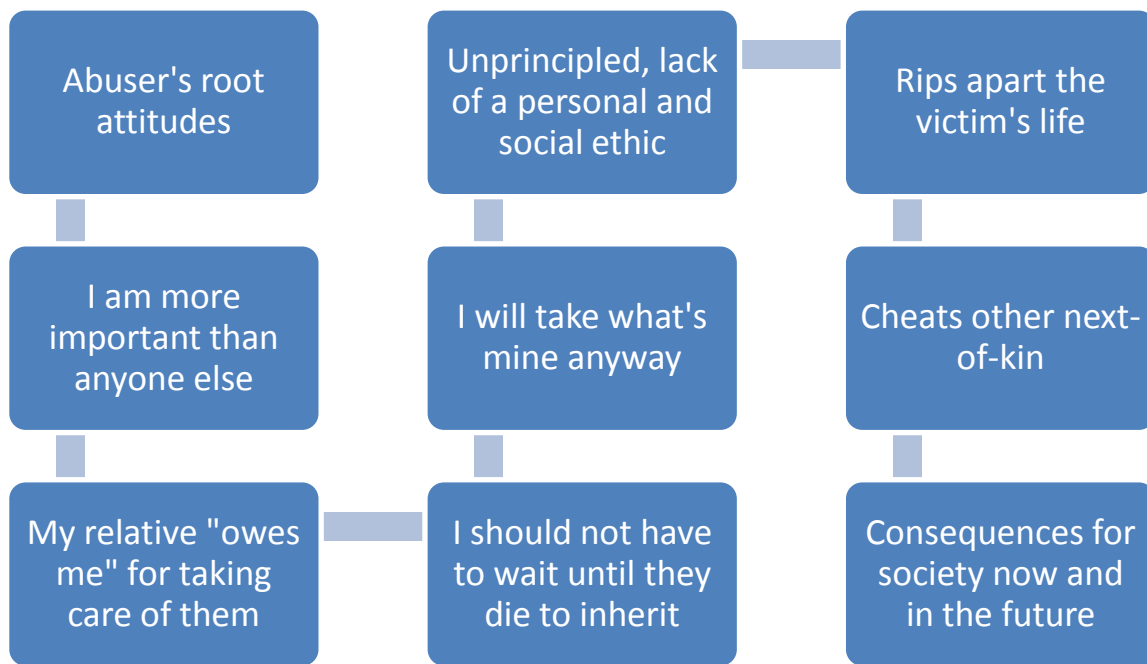 Abuser's root
attitudes
I am more
important than
anyone else
My relative "owes
me" for taking
care of them
I should not have
to wait until they
die to inherit
I will take what's
mine anyway
Unprincipled, lack
of a personal and
social ethic
Rips apart the
victim's life
Cheats other next-
of-kin
Consequences for
society now and
in the future